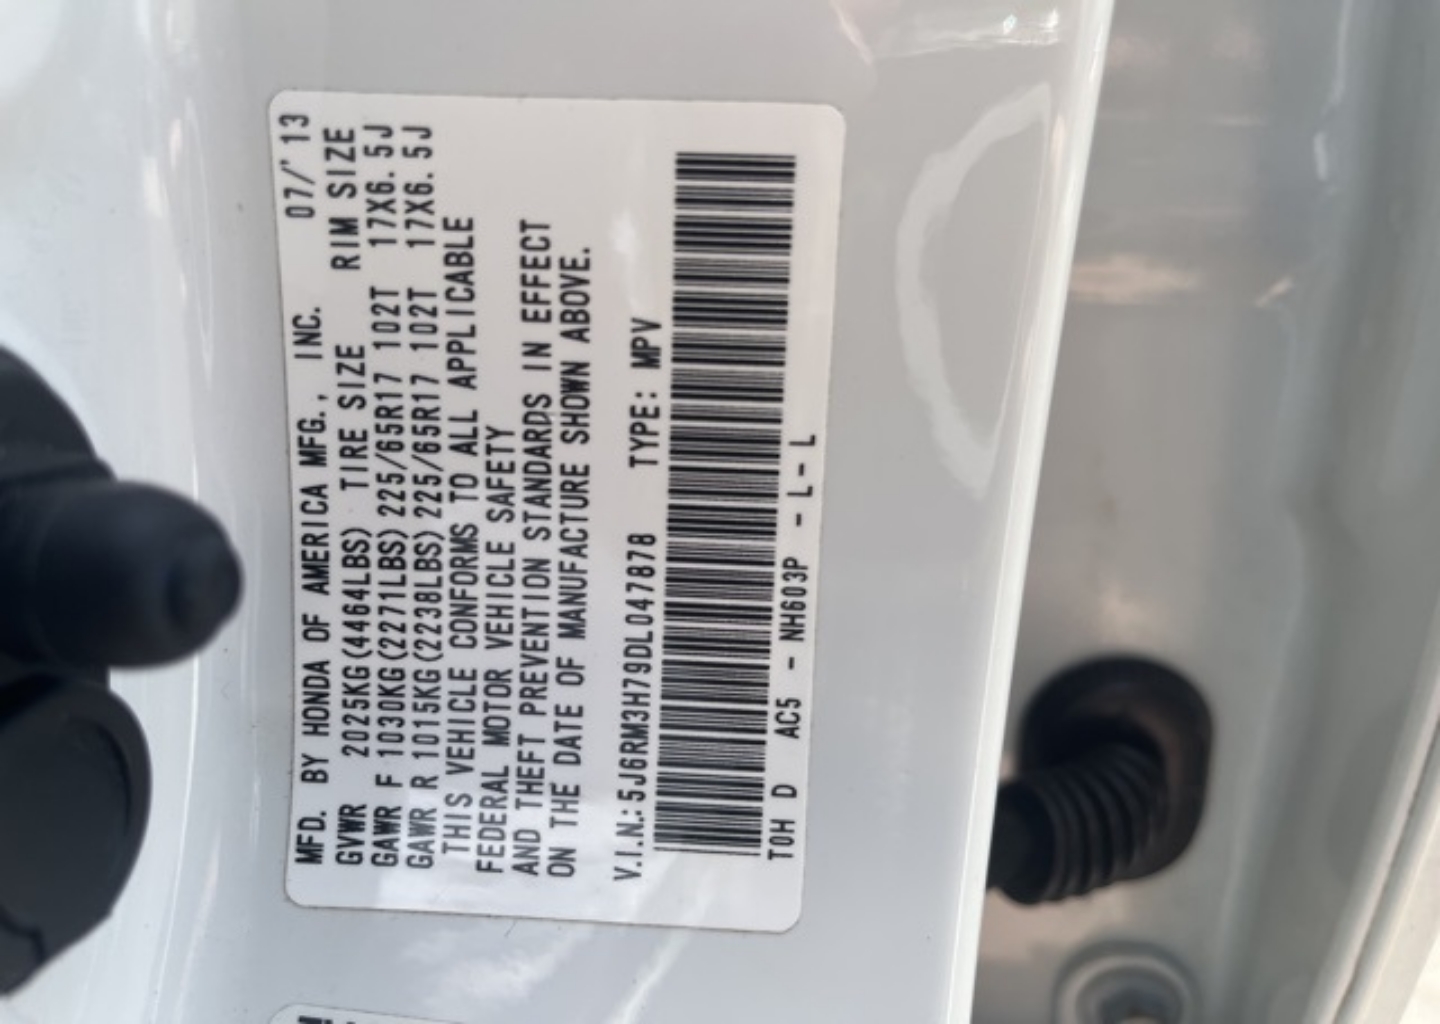 MFD. BY HONDA OF AMERICA MFG., INC. 07/'13
GVWR 2025KG(4464LBS) TIRE SIZE RIM SIZE
GAWR F 1030KG(2271LBS) 225/65R17 102T 17X6.5J
GAWR R 1015KG(2238LBS) 225/65R17 102T 17X6.5J
THIS VEHICLE CONFORMS TO ALL APPLICABLE
FEDERAL MOTOR VEHICLE SAFETY
AND THEFT PREVENTION STANDARDS IN EFFECT
ON THE DATE OF MANUFACTURE SHOWN ABOVE.
V.I.N.: 5J6RM3H79DL047878 TYPE: MPV
TOH D AC5 - NH603P - L-L